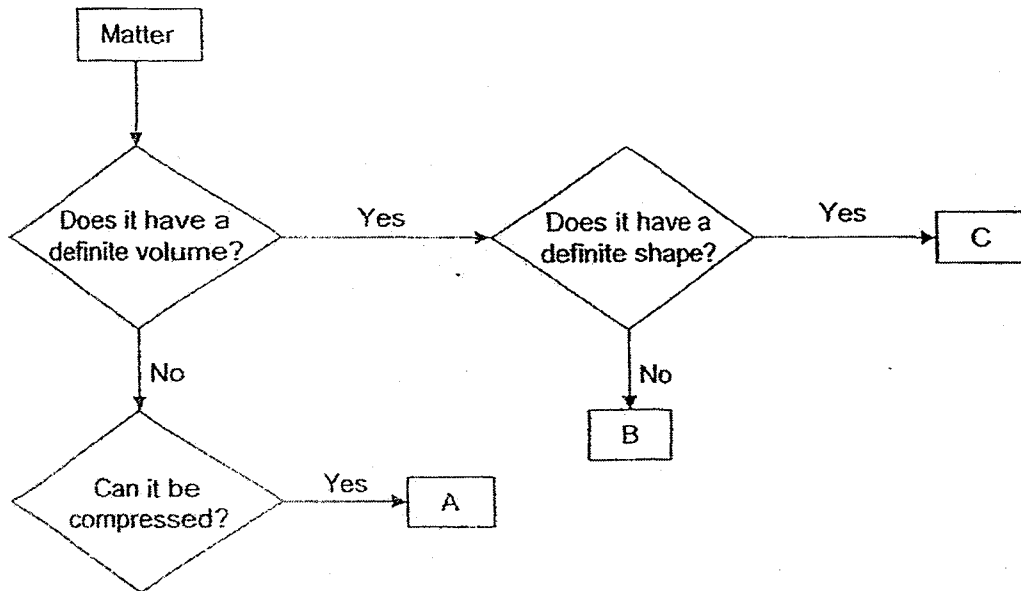 Matter
Does it have a
definite volume?
Yes
Does it have a
definite shape?
Yes
C
No
No
B
Can it be
compressed?
Yes
A